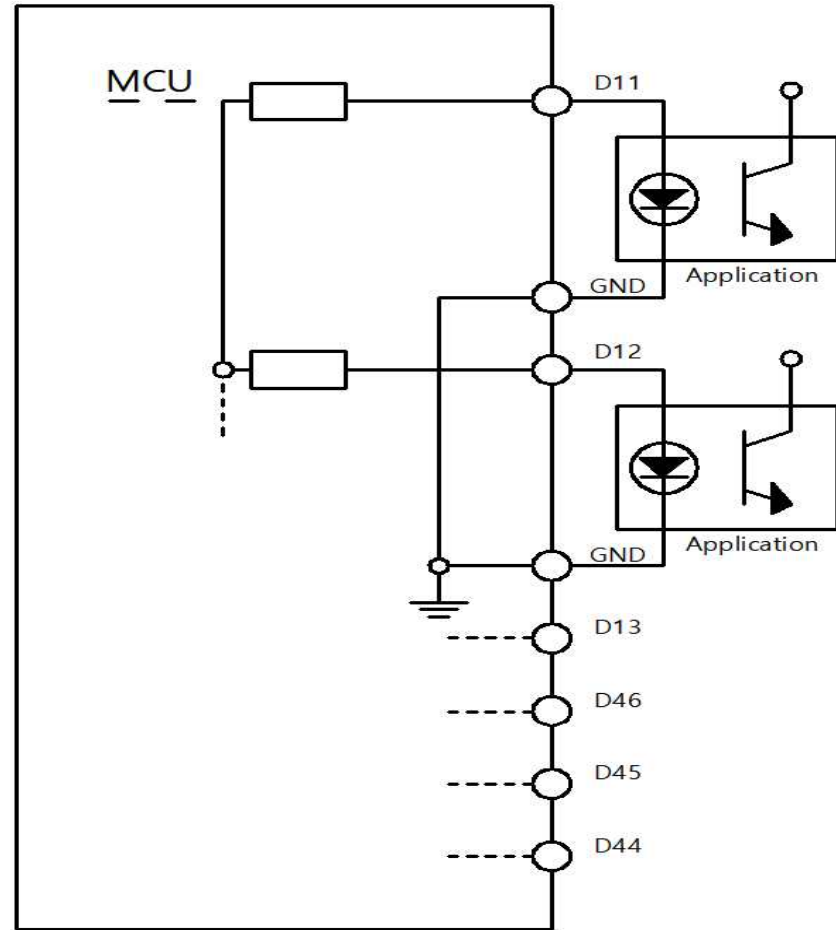 MCU
D11
Application
GND
D12
Application
GND
D13
D46
D45
D44